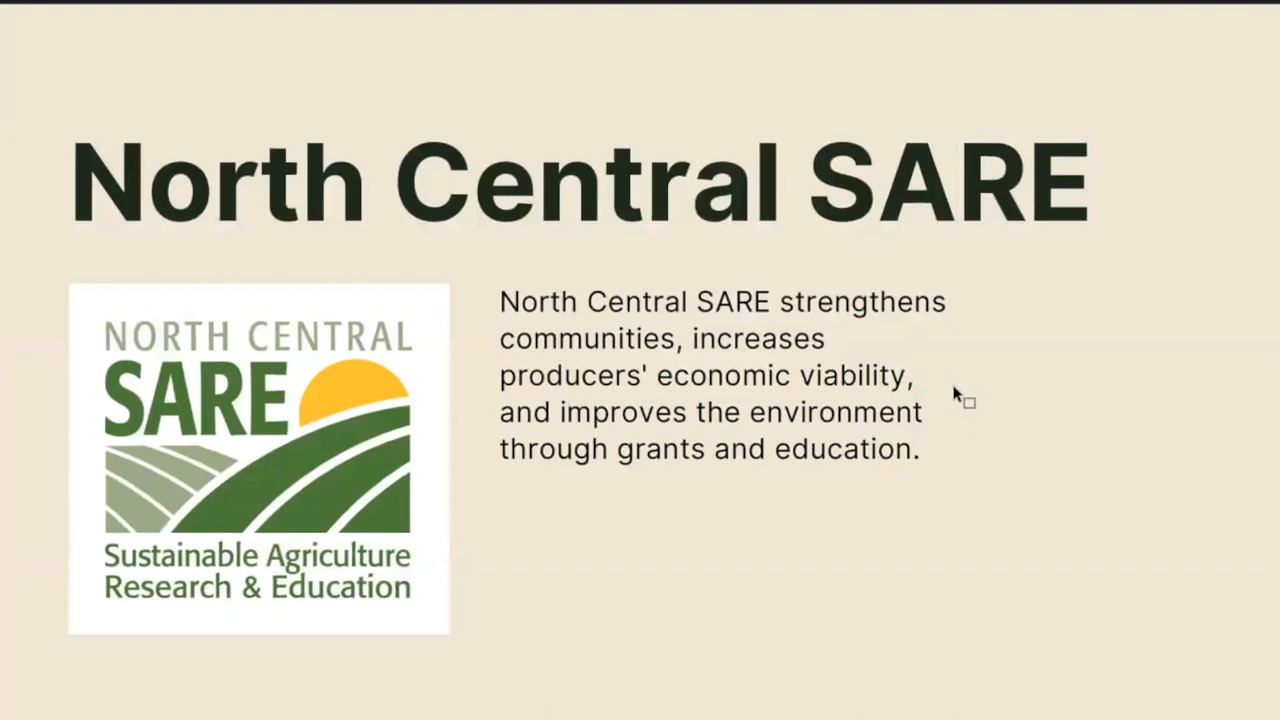 North Central SARE
NORTH CENTRAL
SARE
Sustainable Agriculture
Research & Education
North Central SARE strengthens
communities, increases
producers' economic viability,
and improves the environment
through grants and education.